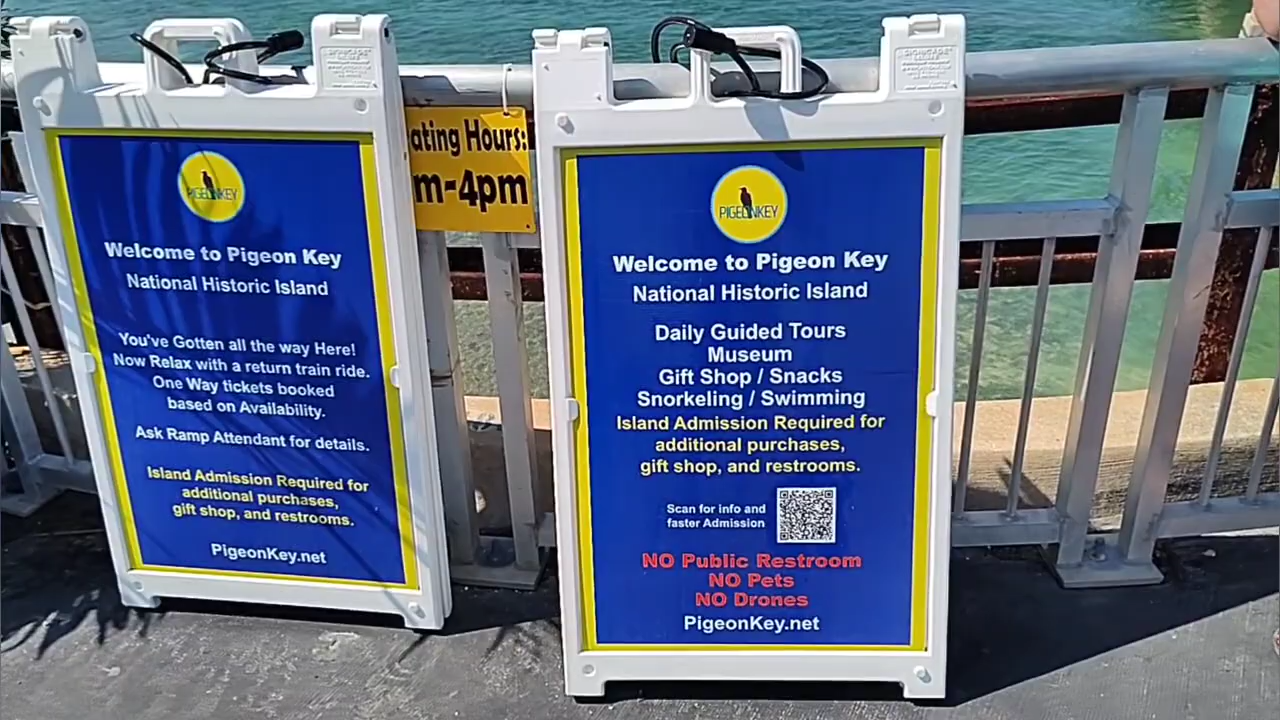 PIGEONKEY
Welcome to Pigeon Key
National Historic Island
You've Gotten all the way Here!
Now Relax with a return train ride.
One Way tickets booked
based on Availability.
Ask Ramp Attendant for details.
Island Admission Required for
additional purchases,
gift shop, and restrooms.
PigeonKey.net
ating Hours:
m-4pm
PIGEONKEY
Welcome to Pigeon Key
National Historic Island
Daily Guided Tours
Museum
Gift Shop / Snacks
Snorkeling / Swimming
Island Admission Required for
additional purchases,
gift shop, and restrooms.
Scan for info and
faster Admission
NO Public Restroom
NO Pets
NO Drones
PigeonKey.net